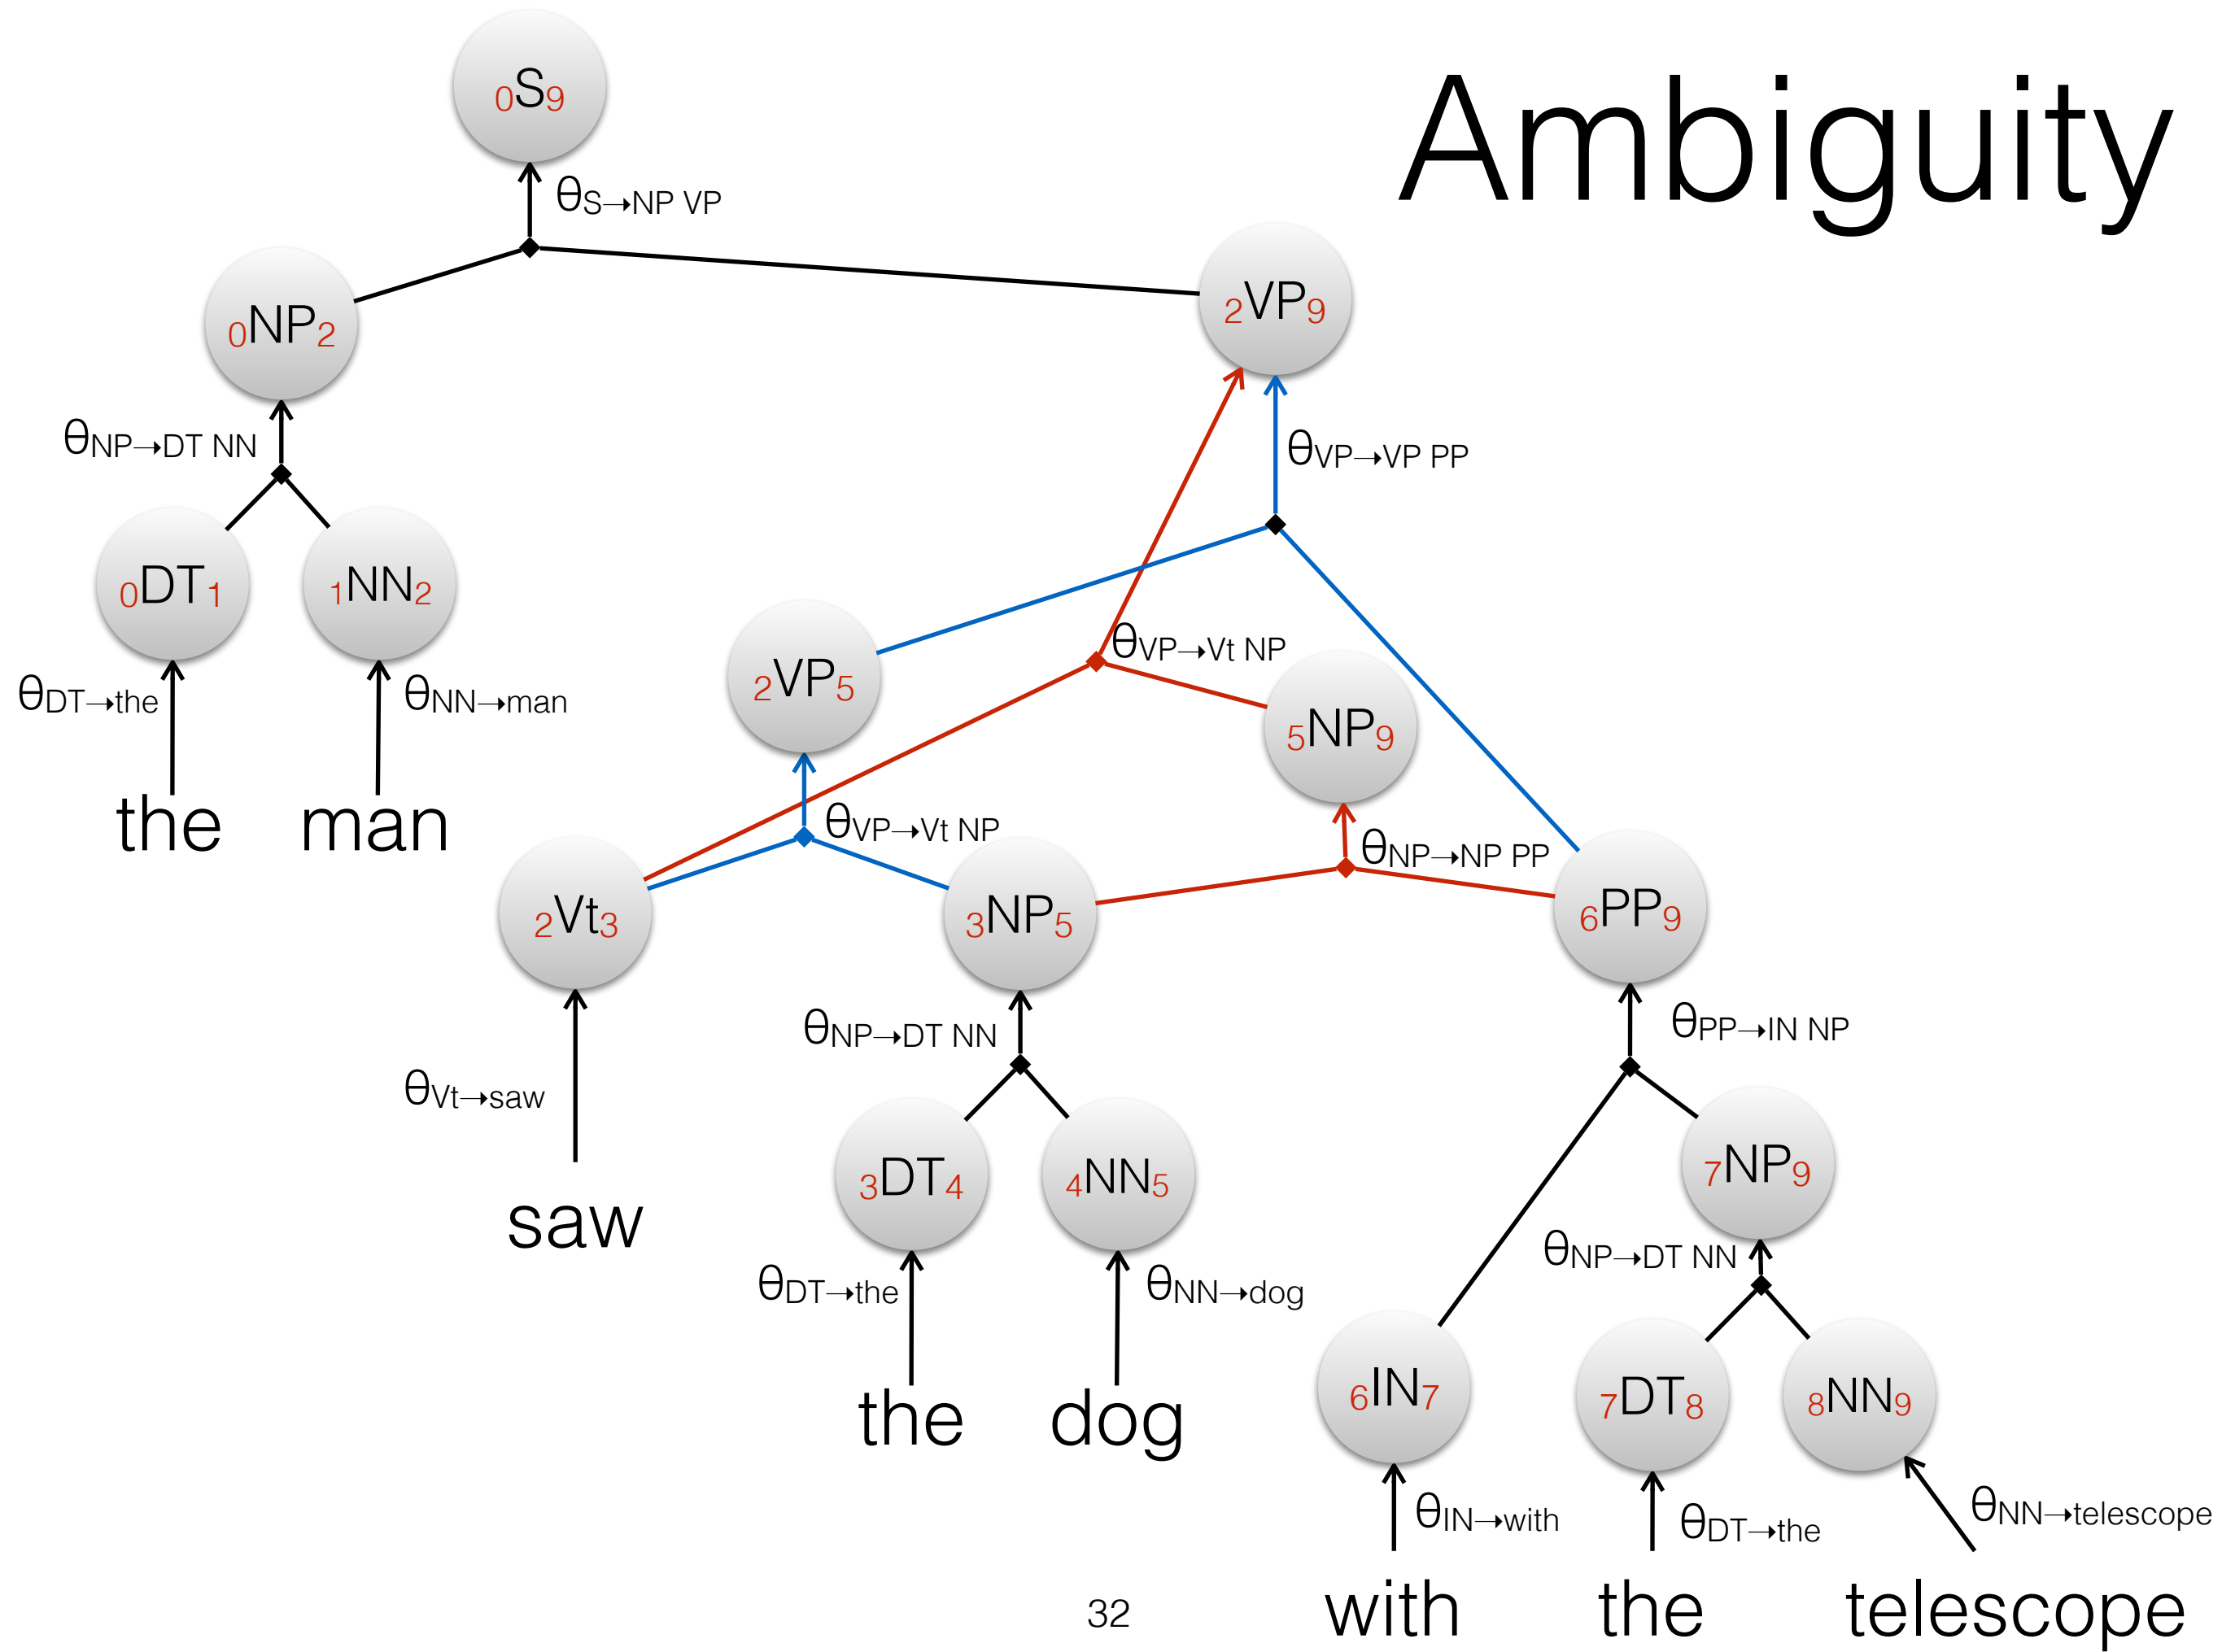 Ambiguity
0S9
θS→NP VP
0NP2
2VP9
θNP→DT NN
θVP→VP PP
0DT1
1NN2
θVP→Vt NP
2VP5
5NP9
θDT→the
θNN→man
the
man
θVP→Vt NP
θNP→NP PP
2Vt3
3NP5
6PP9
θNP→DT NN
θPP→IN NP
θVt→saw
3DT4
4NN5
7NP9
saw
θNP→DT NN
θDT→the
θNN→dog
6IN7
7DT8
8NN9
the
dog
θIN→with
θDT→the
θNN→telescope
with
the
telescope
32